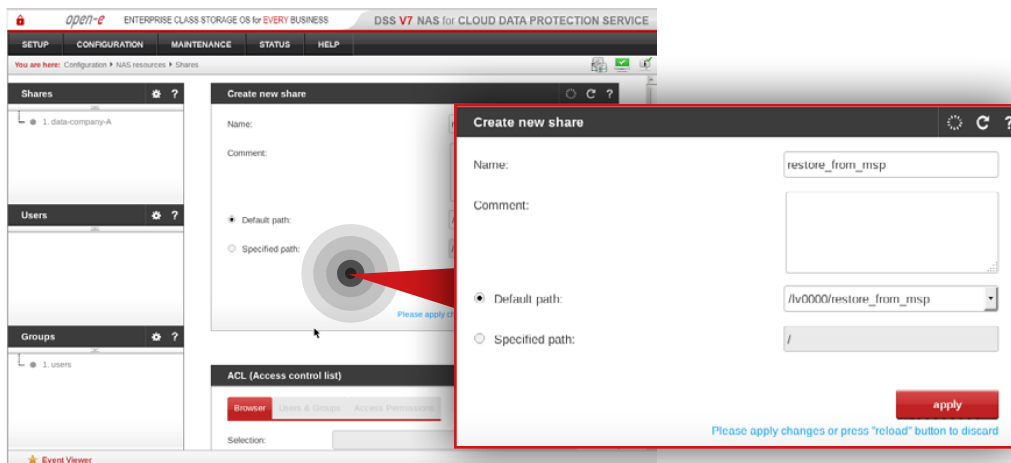 open-e ENTERPRISE CLASS STORAGE OS for EVERY BUSINESS DSS V7 NAS for CLOUD DATA PROTECTION SERVICE
SETUP CONFIGURATION MAINTENANCE STATUS HELP
You are here: Configuration NAS resources Shares
Shares ?
1. data-company-A
Users ?
Groups ?
1. users
Create new share ?
Name:
Comment:
Default path:
Specified path:
Please apply
ACL (Access control list)
Browser Users & Groups Access Permissions
Selection:
Event Viewer
Create new share ?
Name: restore_from_msp
Comment:
Default path: /lv0000/restore_from_msp
Specified path: /
apply
Please apply changes or press "reload" button to discard